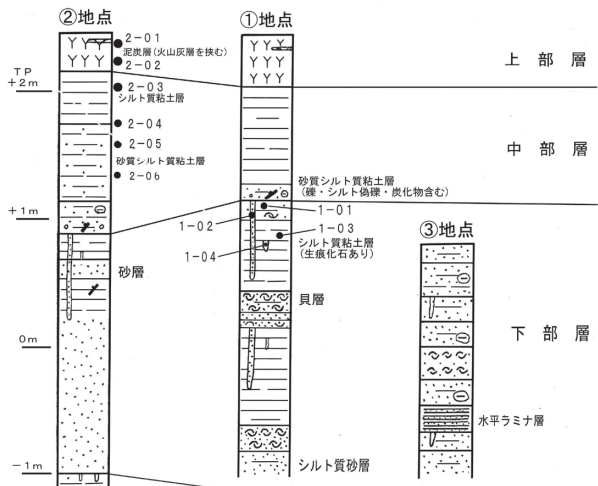 ②地点
①地点
2-01
泥炭層(火山灰層を挟む)
2-02
上部層
TP
+2m
2-03
シルト質粘土層
2-04
2-05
中部層
砂質シルト質粘土層
2-06
砂質シルト質粘土層
(礫・シルト偽礫・炭化物含む)
+1m
1-01
1-02
1-03
③地点
シルト質粘土層
(生痕化石あり)
1-04
砂層
貝層
0m
下部層
水平ラミナ層
-1m
シルト質砂層